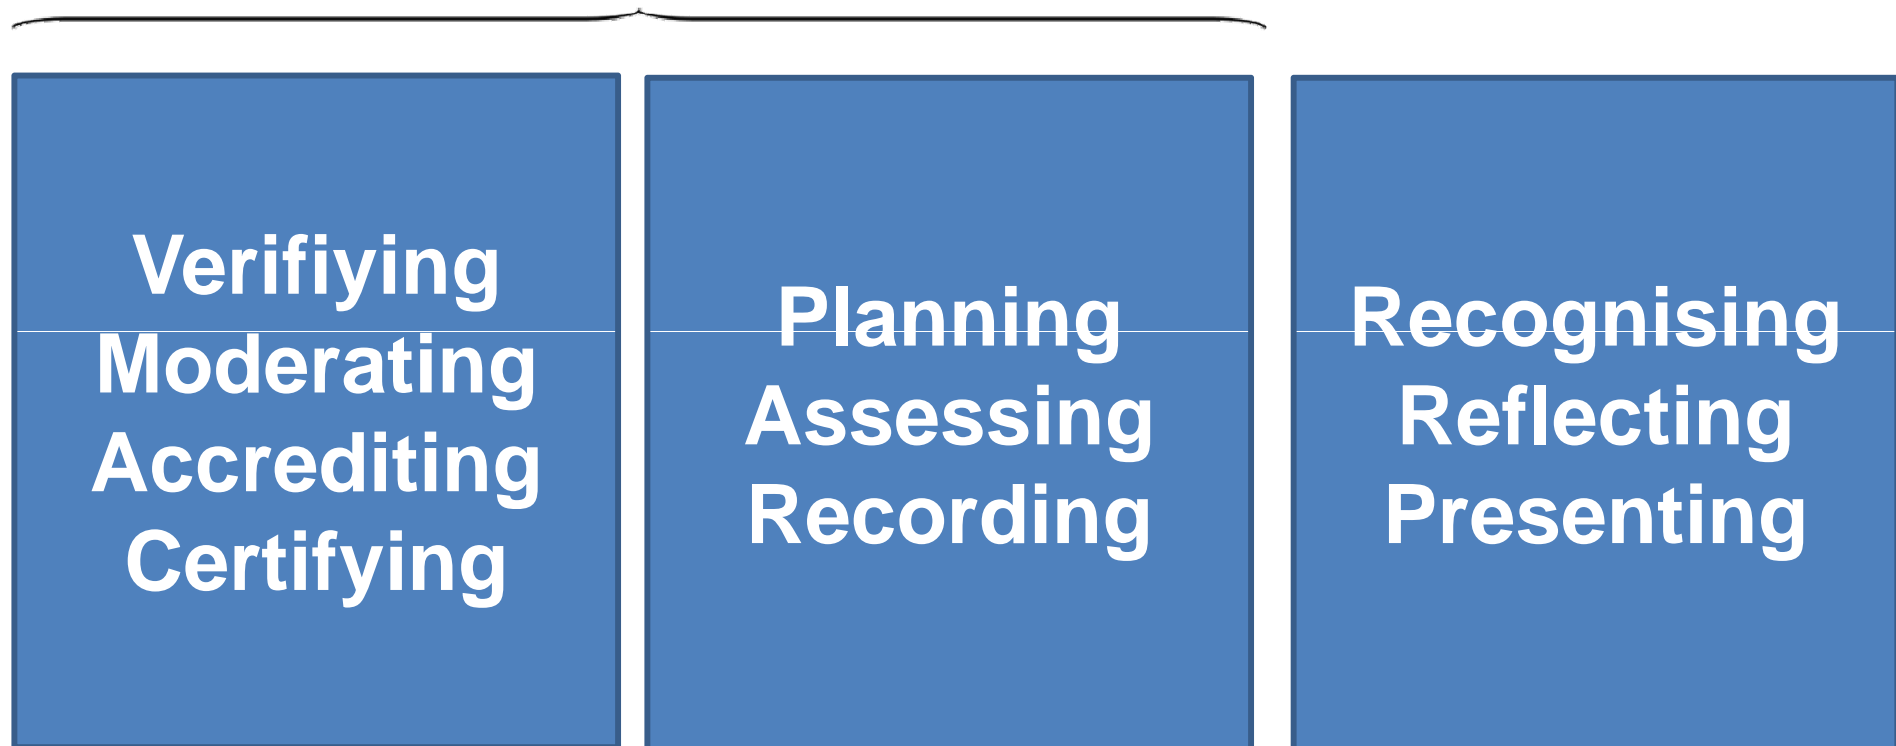 Verifiying
Moderating
Accrediting
Certifying
Planning
Assessing
Recording
Recognising
Reflecting
Presenting